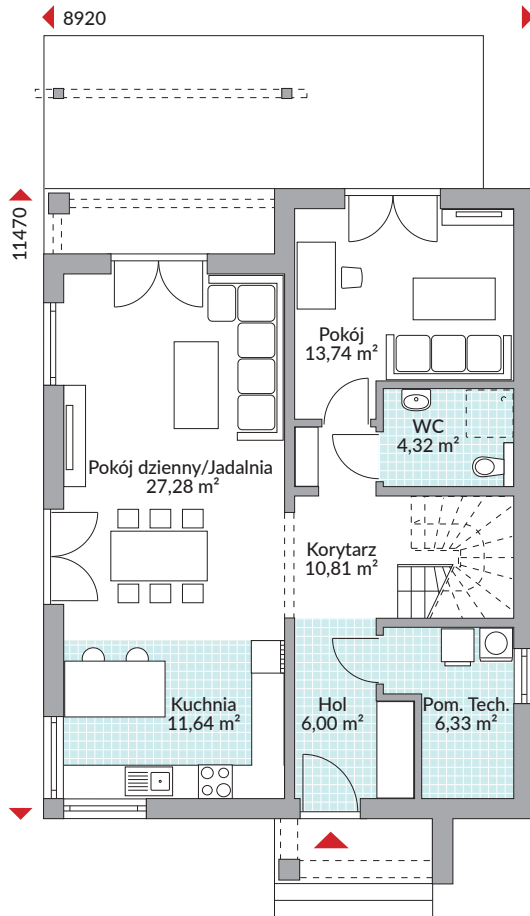 8920
11470
Pokój
13,74 m²
WC
4,32 m²
Pokój dzienny/Jadalnia
27,28 m²
Korytarz
10,81 m²
Kuchnia
11,64 m²
Hol
6,00 m²
Pom. Tech.
6,33 m²